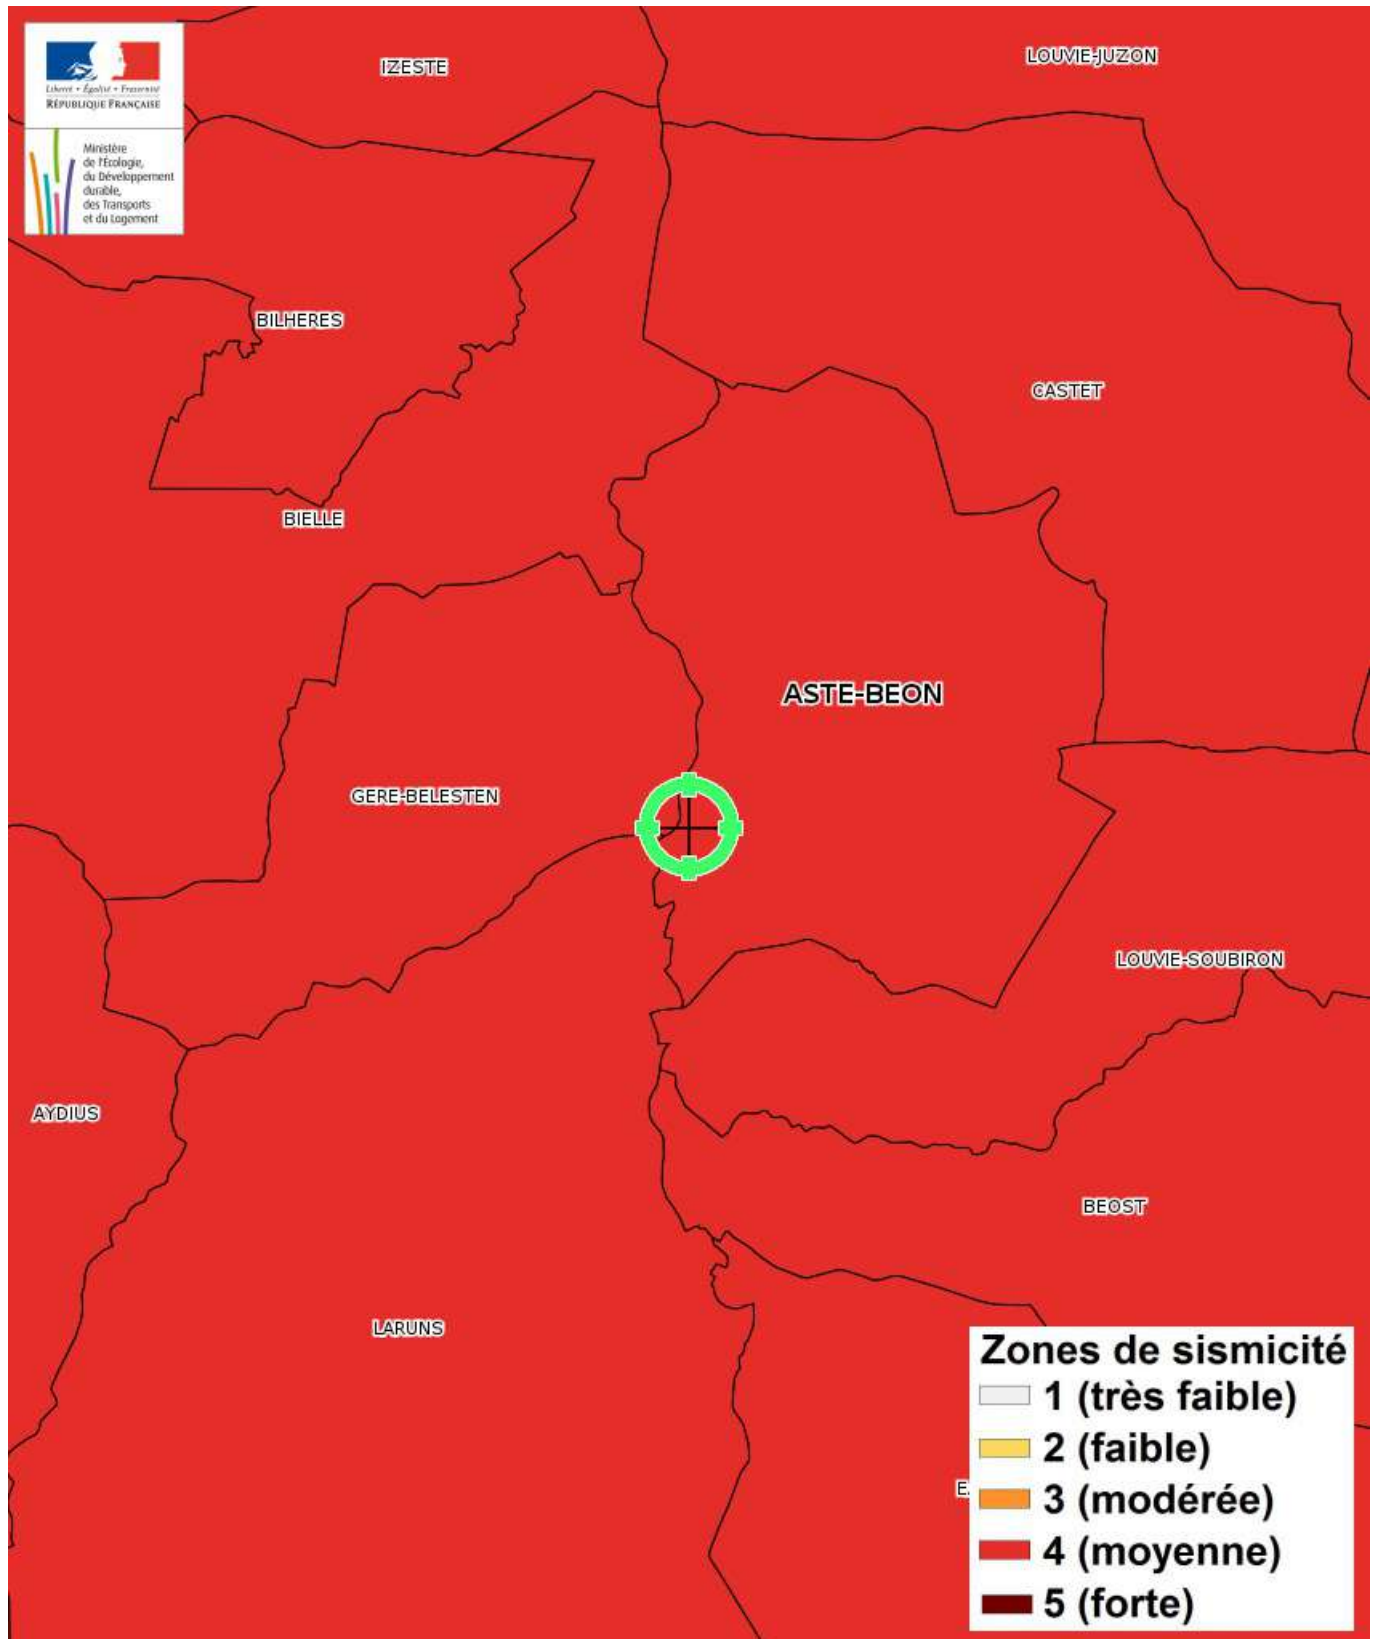 IZESTE
LOUVIE-JUZON
Liberté • Égalité • Fraternité
RÉPUBLIQUE FRANÇAISE
Ministère
de l'Écologie,
du Développement
durable,
des Transports
et du Logement
BILHERES
CASTET
BIELLE
ASTE-BEON
GERE-BELESTEN
LOUVIE-SOUBIRON
AYDIUS
BEOST
LARUNS
Zones de sismicité
1 (très faible)
2 (faible)
3 (modérée)
4 (moyenne)
5 (forte)